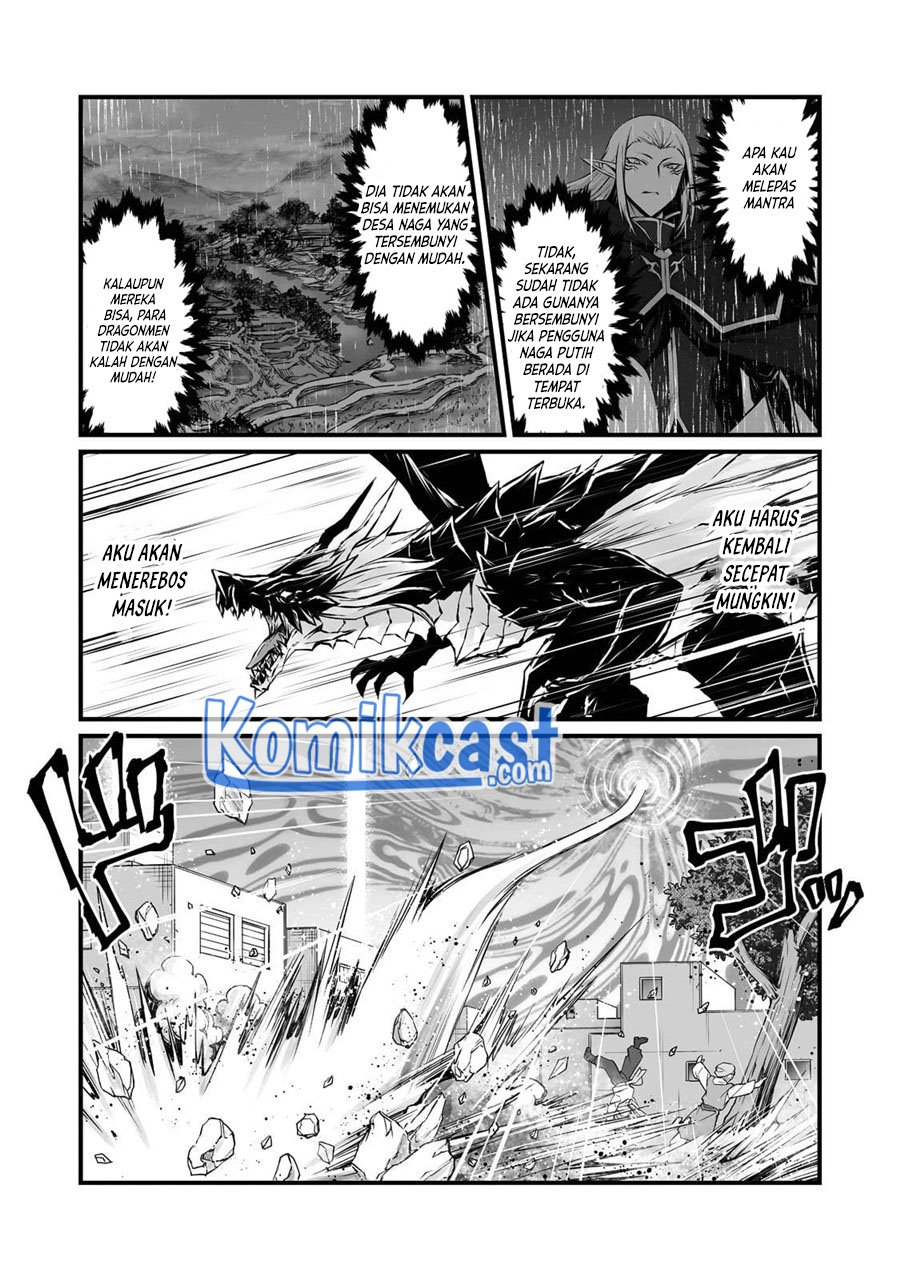 APA KAU
AKAN
MELEPAS
MANTRA
TIDAK,
SEKARANG
SUDAH TIDAK
ADA GUNANYA
BERSEMBUNYI
JIKA PENGGUNA
NAGA PUTIH
BERADA DI
TEMPAT
TERBUKA.
DIA TIDAK AKAN
BISA MENEMUKAN
DESA NAGA YANG
TERSEMBUNYI
DENGAN MUDAH.
KALAUPUN
MEREKA
BISA, PARA
DRAGONMEN
TIDAK AKAN
KALAH DENGAN
MUDAH!
AKU HARUS
KEMBALI
SECEPAT
MUNGKIN!
AKU AKAN
MENEREBOS
MASUK!
Komikcast
.com